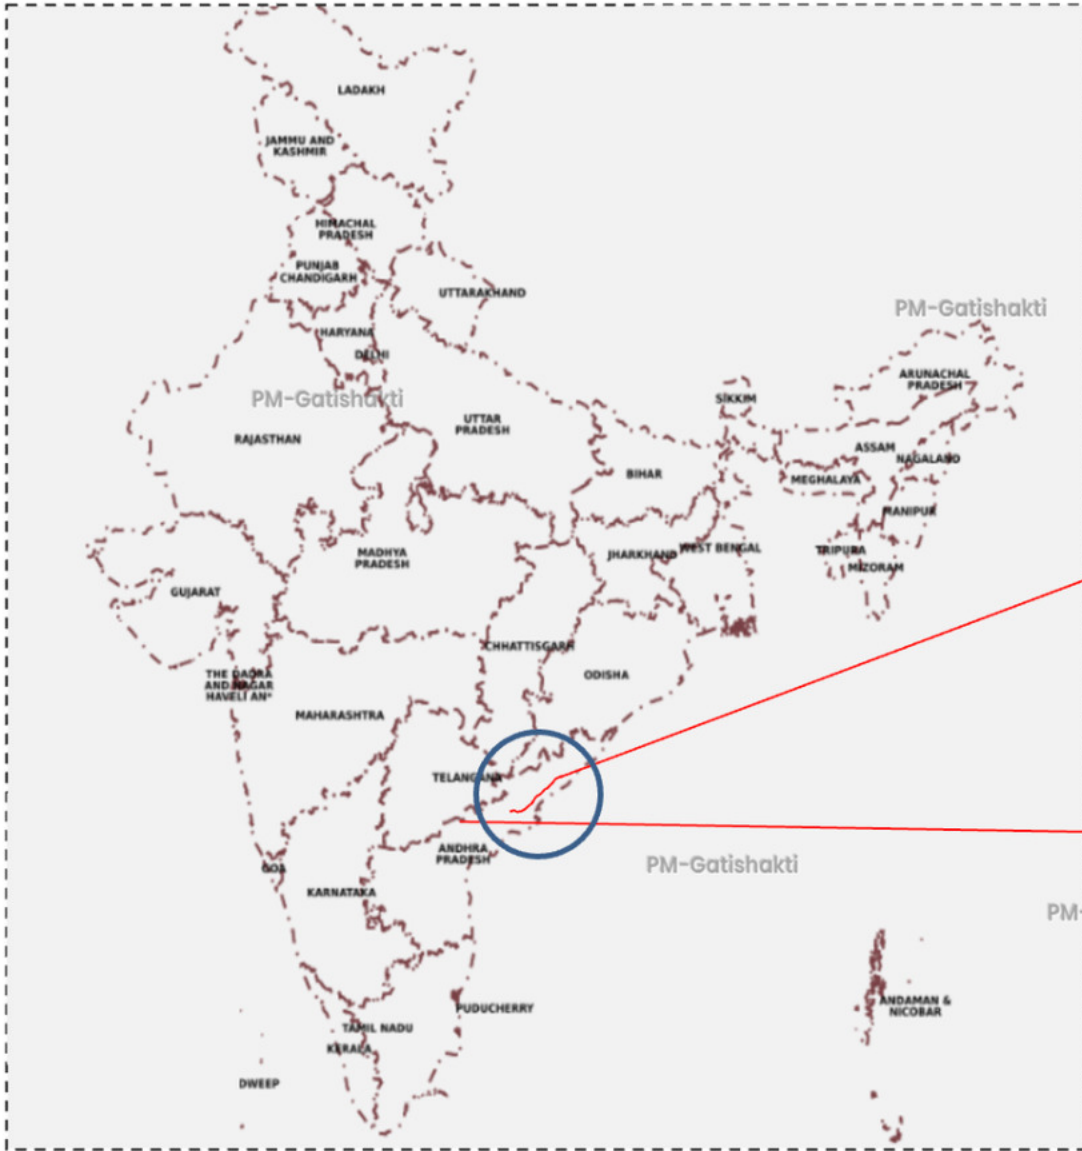 LADAKH
JAMMU AND
KASHMIR
HIMACHAL
PRADESH
PUNJAB
CHANDIGARH
UTTARAKHAND
PM-Gatishakti
HARYANA
DELHI
ARUNACHAL
PRADESH
PM-Gatishakti
SIKKIM
UTTAR
PRADESH
RAJASTHAN
ASSAM
NAGALAND
BIHAR
MEGHALAYA
MANIPUR
MADHYA
PRADESH
JHARKHAND
WEST BENGAL
TRIPURA
MIZORAM
GUJARAT
CHHATTISGARH
ODISHA
THE DADRA
AND NAGAR
HAVELI AN*
MAHARASHTRA
TELANGANA
ANDHRA
PRADESH
PM-Gatishakti
GOA
KARNATAKA
PM-
ANDAMAN &
NICOBAR
PUDUCHERRY
TAMIL NADU
KERALA
DWEEP